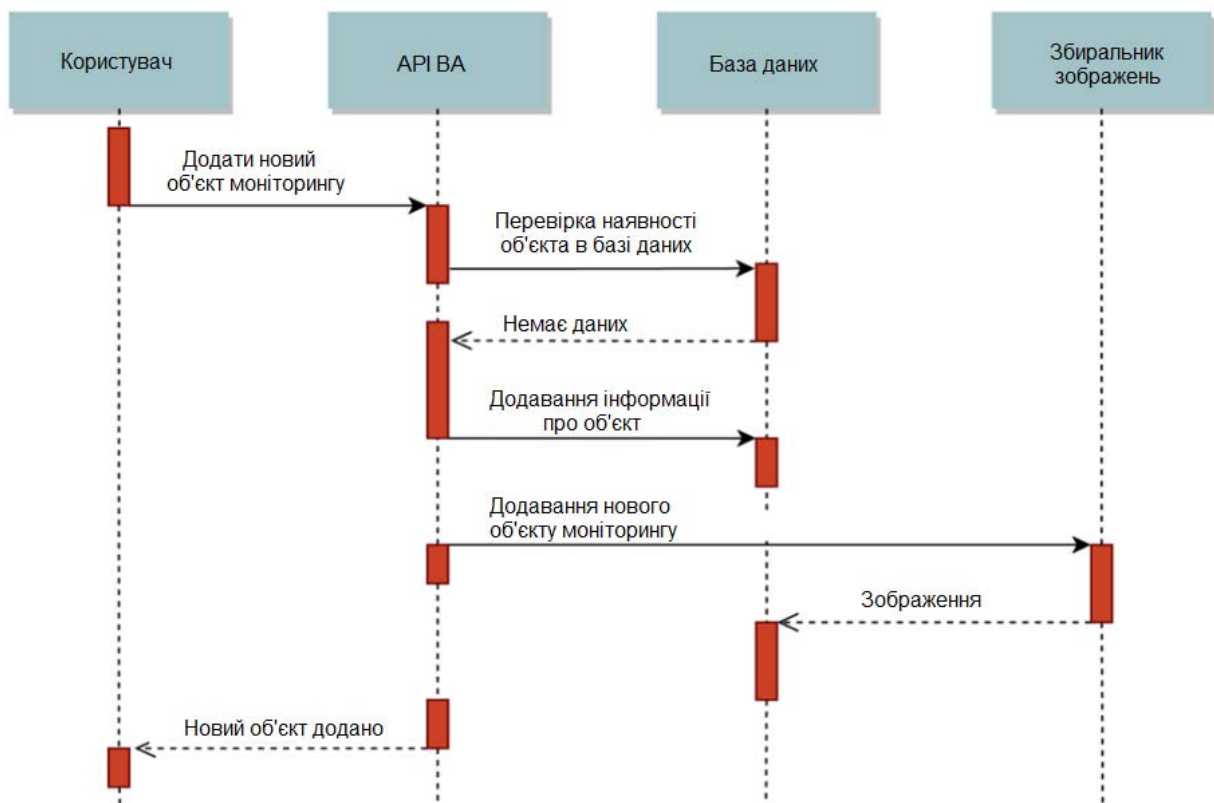 Користувач
API BA
База даних
Збиральник
зображень
Додати новий
об'єкт моніторингу
Перевірка наявності
об'єкта в базі даних
Немає даних
Додавання інформації
про об'єкт
Додавання нового
об'єкту моніторингу
Зображення
Новий об'єкт додано